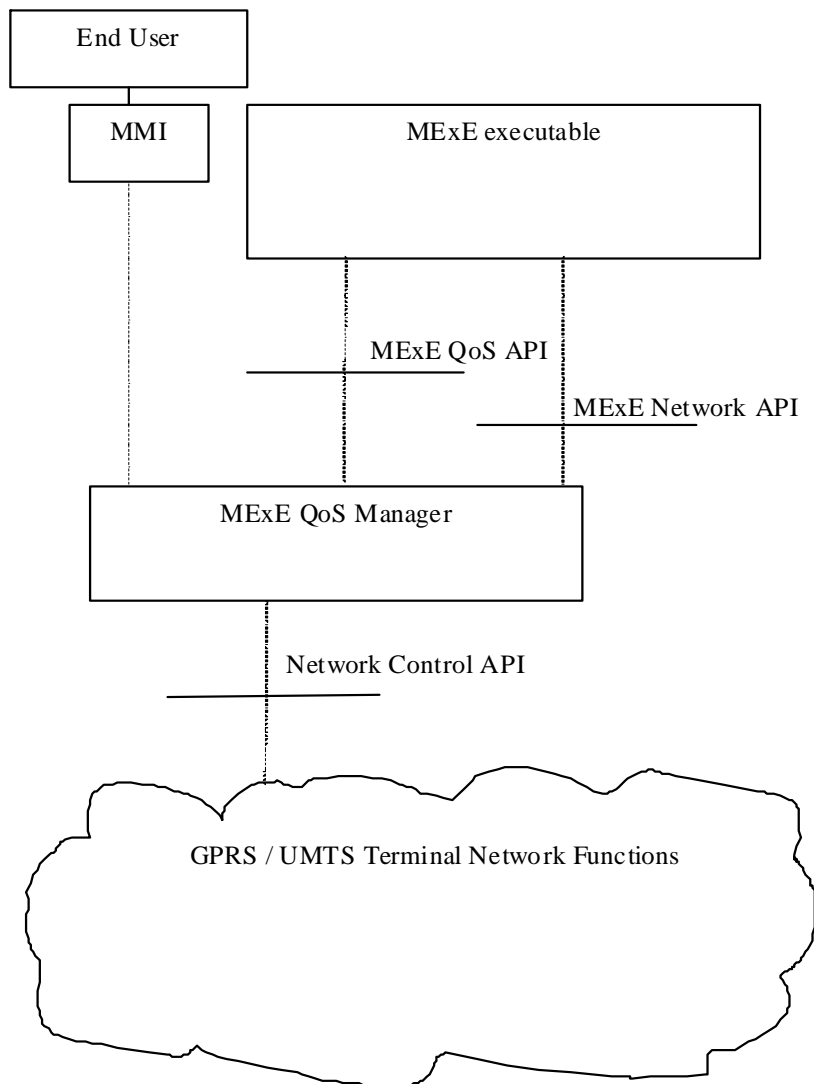 End User
MMI
MExE executable
MExE QoS API
MExE Network API
MExE QoS Manager
Network Control API
GPRS / UMTS Terminal Network Functions